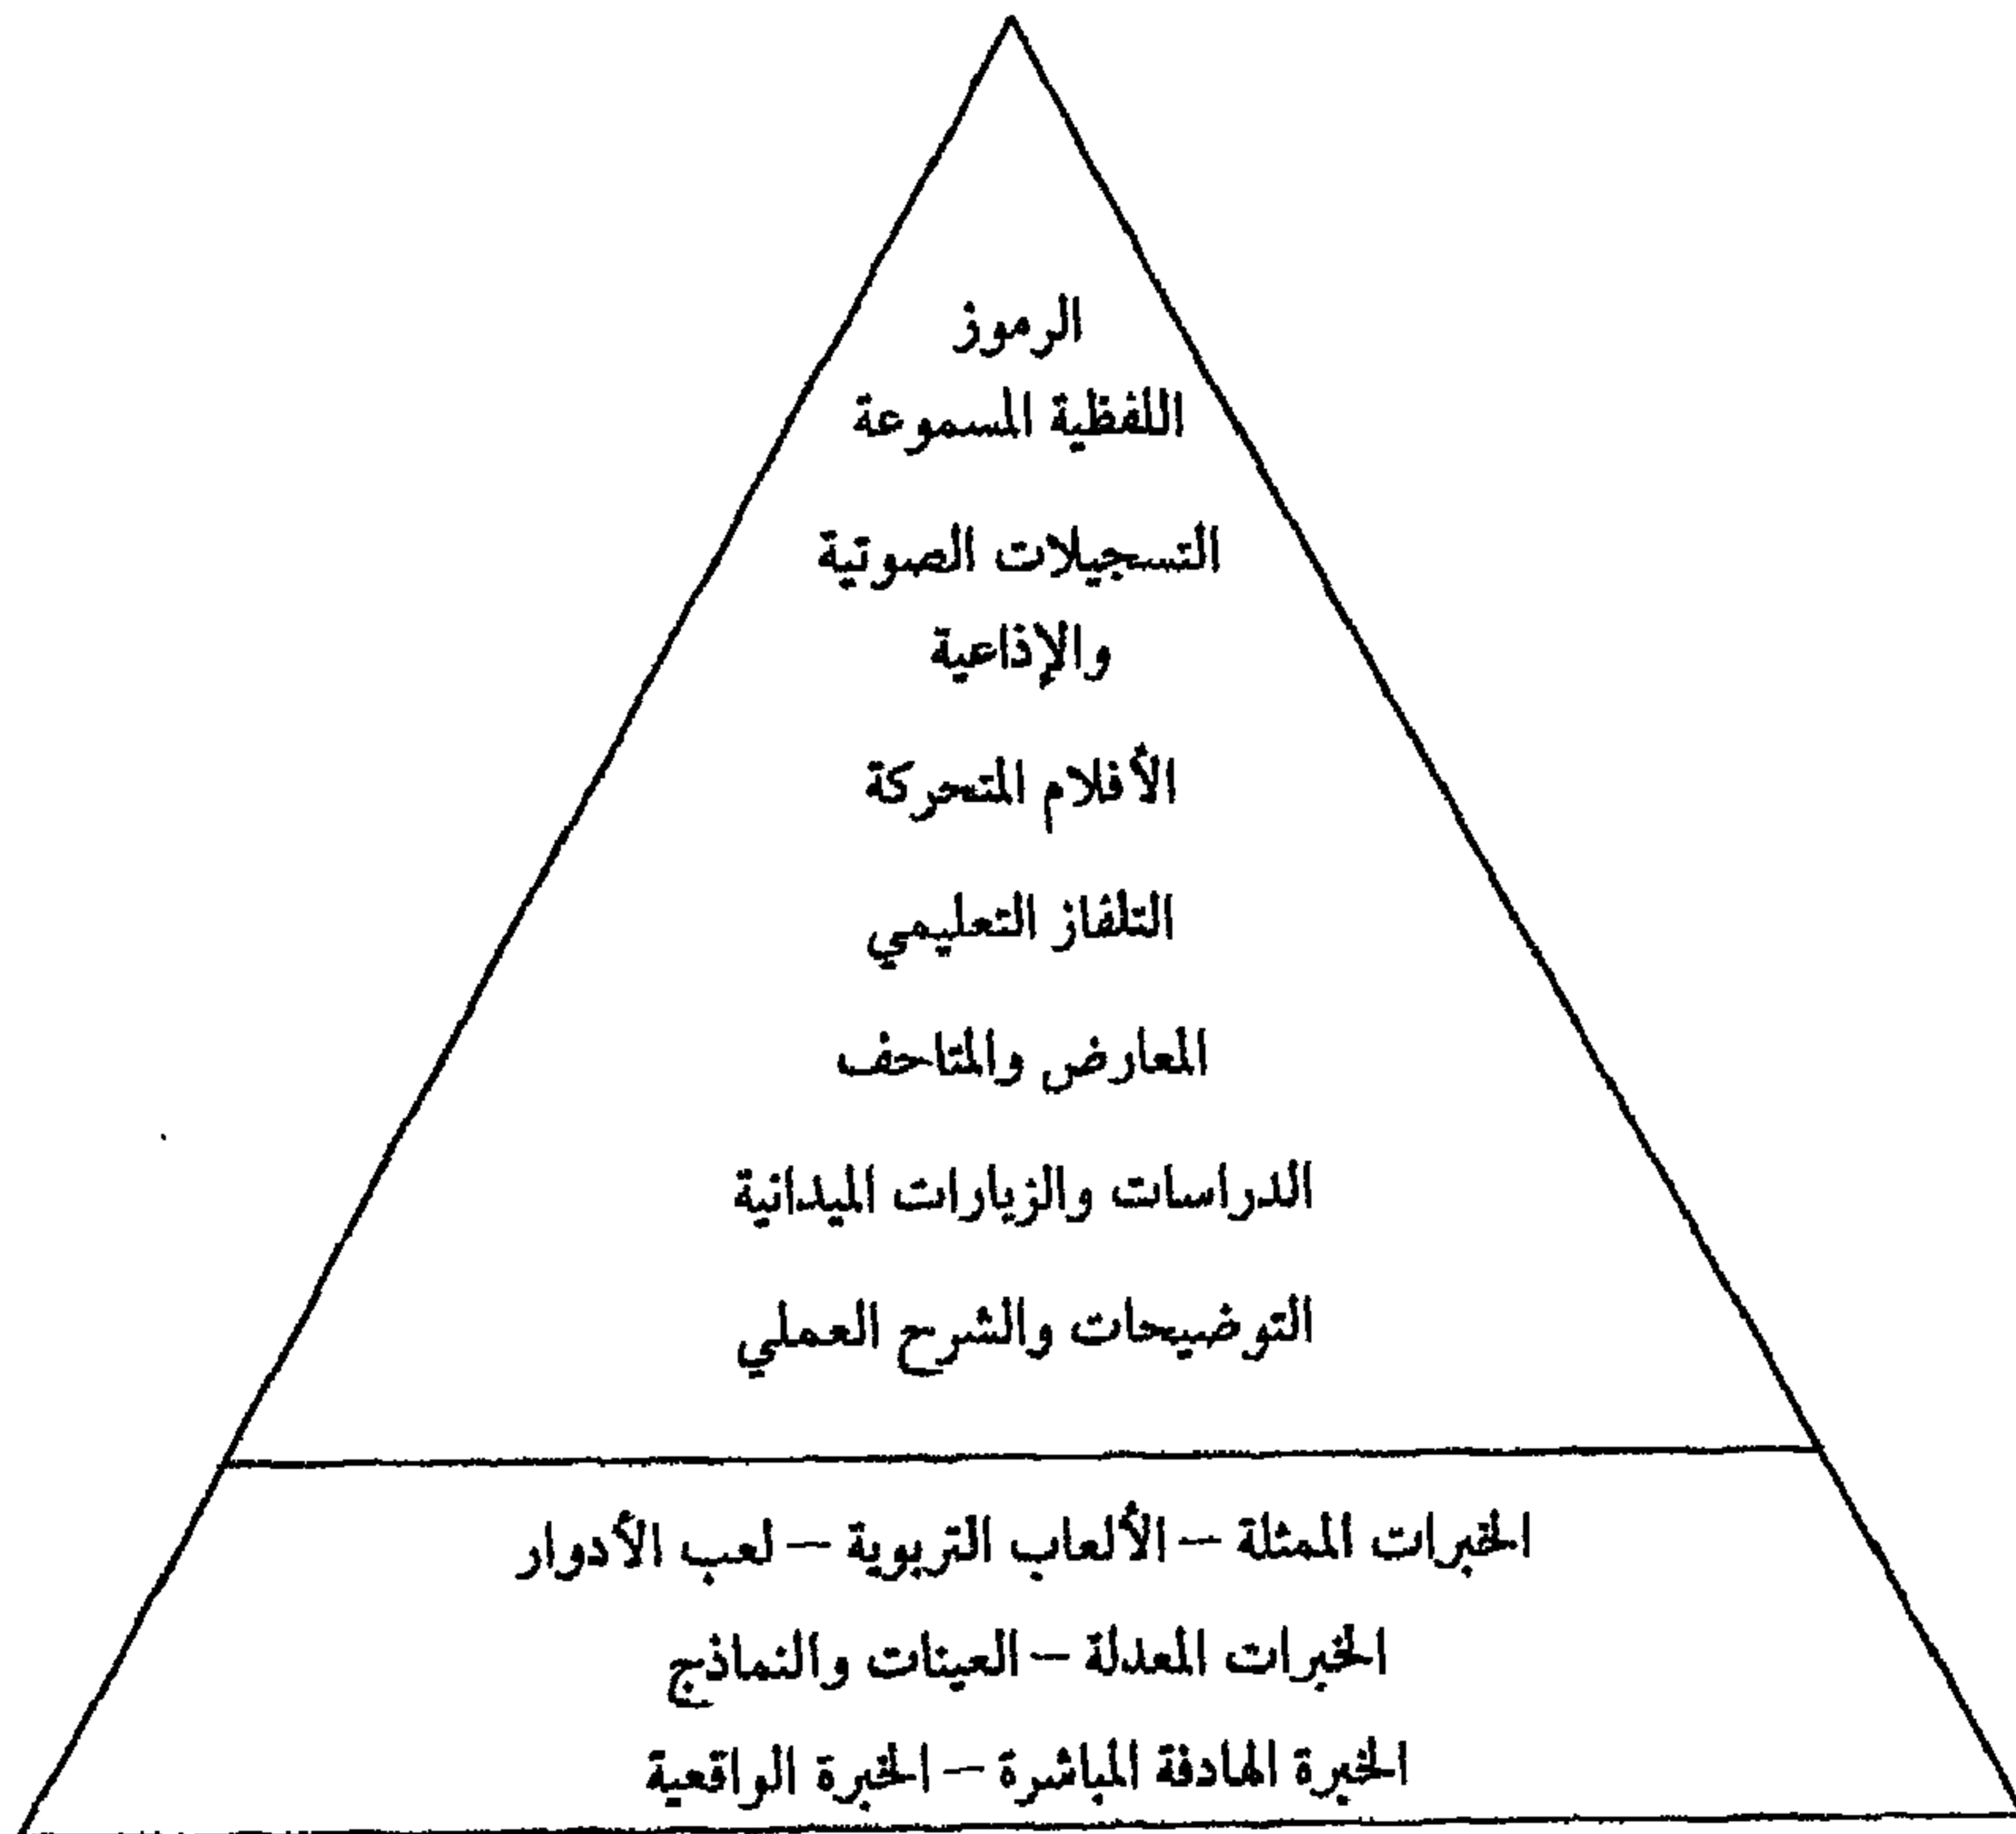 الرموز
اللفظية المسموعة
التسجيلات الصوتية
والإذاعية
الأفلام المتحركة
التلفاز التعليمي
المعارض والمتاحف
الدراسات والزيارات الميدانية
التوضيحات والشرح العملي
الخبرات الممثلة – الألعاب التربوية – لعب الأدوار
الخبرات المعدلة – العينات والنماذج
الخبرة الهادفة المباشرة – الخبرة الواقعية